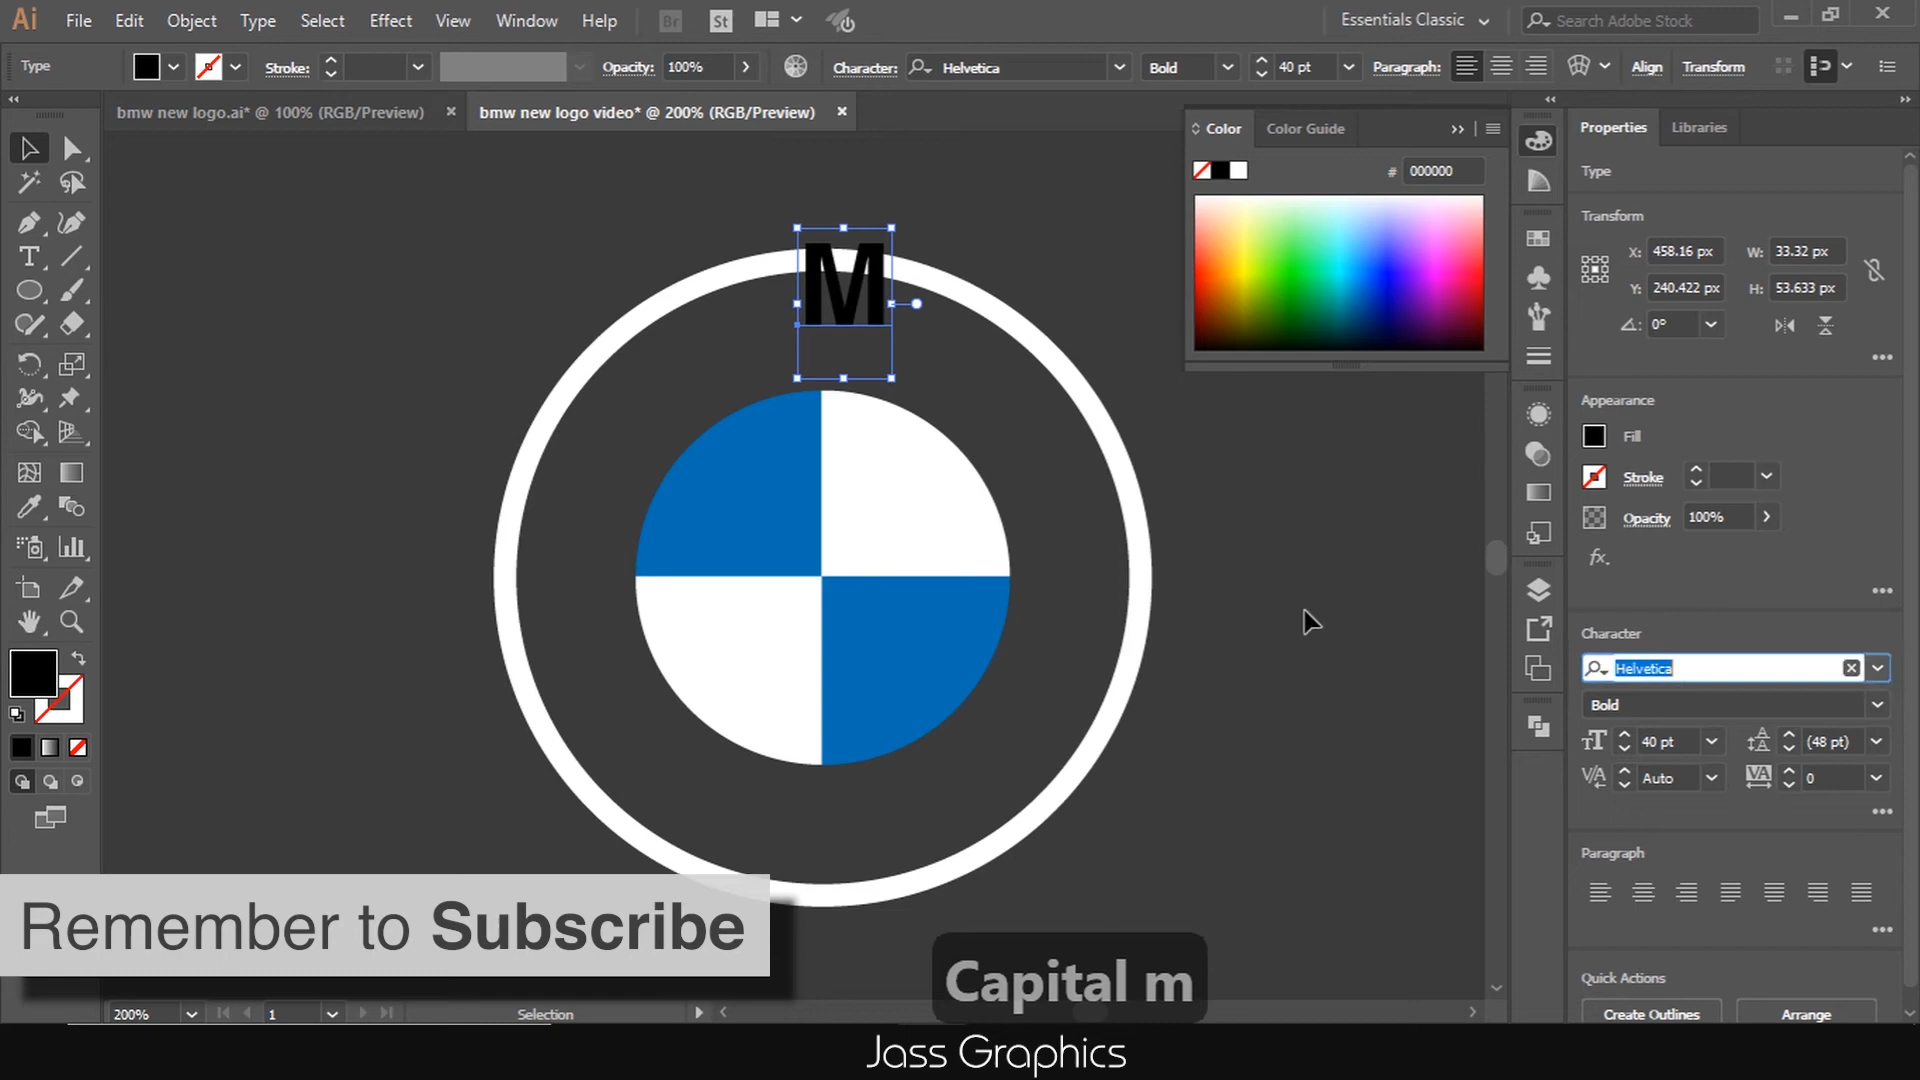 Ai File Edit Object Type Select Effect View Window Help Br St Essentials Classic Search Adobe Stock
Type Stroke: Opacity: 100% Character: Helvetica Bold 40 pt Paragraph: Align Transform
bmw new logo.ai* @ 100% (RGB/Preview) bmw new logo video* @ 200% (RGB/Preview)
Color Color Guide
# 000000
M
Properties Libraries
Type
Transform
X: 458.16 px W: 33.32 px
Y: 240.422 px H: 53.633 px
0°
Appearance
Fill
Stroke
Opacity 100%
fx.
Character
Helvetica
Bold
40 pt (48 pt)
Auto 0
Paragraph
Quick Actions
Create Outlines Arrange
Remember to Subscribe
Capital m
200% 1 Selection
Jass Graphics